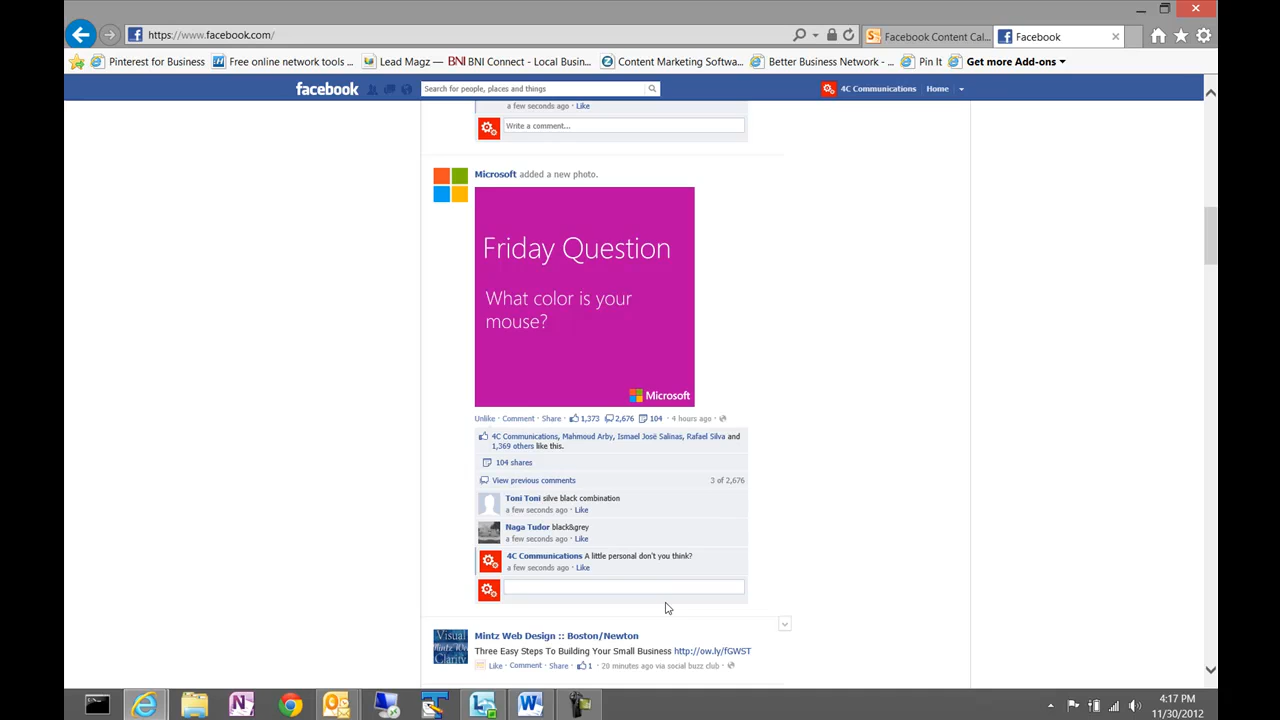 https://www.facebook.com/
Facebook Content Cal...
Facebook
Pinterest for Business
Free online network tools ...
Lead Magz
BNI BNI Connect - Local Busin...
Content Marketing Softwa...
Better Business Network - ...
Pin It
Get more Add-ons
facebook
Search for people, places and things
4C Communications
Home
a few seconds ago · Like
Write a comment...
Microsoft added a new photo.
Friday Question
What color is your
mouse?
Microsoft
Unlike · Comment · Share · 1,373 2,676 104 · 4 hours ago ·
4C Communications, Mahmoud Arby, Ismael José Salinas, Rafael Silva and
1,369 others like this.
104 shares
View previous comments
3 of 2,676
Toni Toni silve black combination
a few seconds ago · Like
Naga Tudor black&grey
a few seconds ago · Like
4C Communications A little personal don't you think?
a few seconds ago · Like
Visual
Mintz Web
Clarity
Mintz Web Design :: Boston/Newton
Three Easy Steps To Building Your Small Business http://ow.ly/fGWST
Like · Comment · Share · 1 · 20 minutes ago via social buzz club ·
4:17 PM
11/30/2012